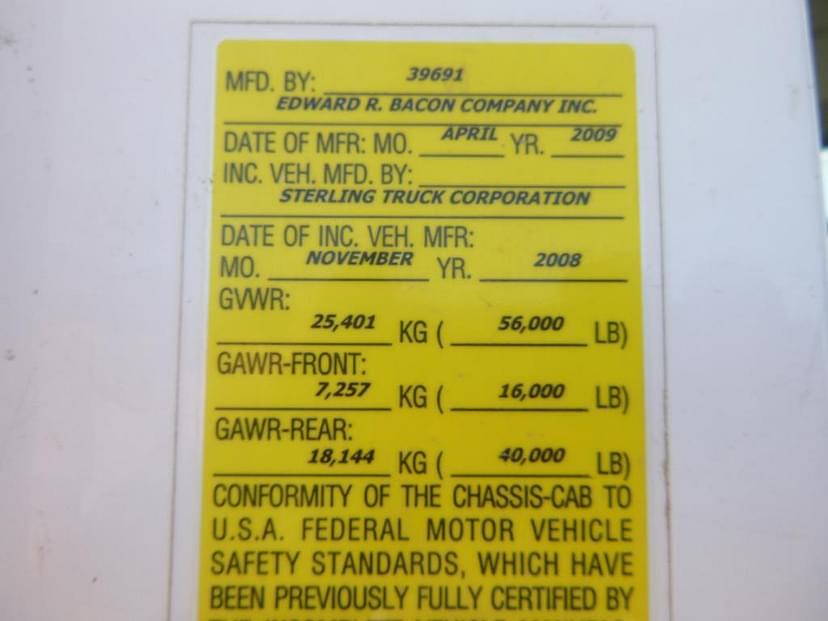 MFD. BY: 39691
EDWARD R. BACON COMPANY INC.
DATE OF MFR: MO. APRIL YR. 2009
INC. VEH. MFD. BY:
STERLING TRUCK CORPORATION
DATE OF INC. VEH. MFR:
MO. NOVEMBER YR. 2008
GVWR:
25,401 KG ( 56,000 LB)
GAWR-FRONT:
7,257 KG ( 16,000 LB)
GAWR-REAR:
18,144 KG ( 40,000 LB)
CONFORMITY OF THE CHASSIS-CAB TO
U.S.A. FEDERAL MOTOR VEHICLE
SAFETY STANDARDS, WHICH HAVE
BEEN PREVIOUSLY FULLY CERTIFIED BY